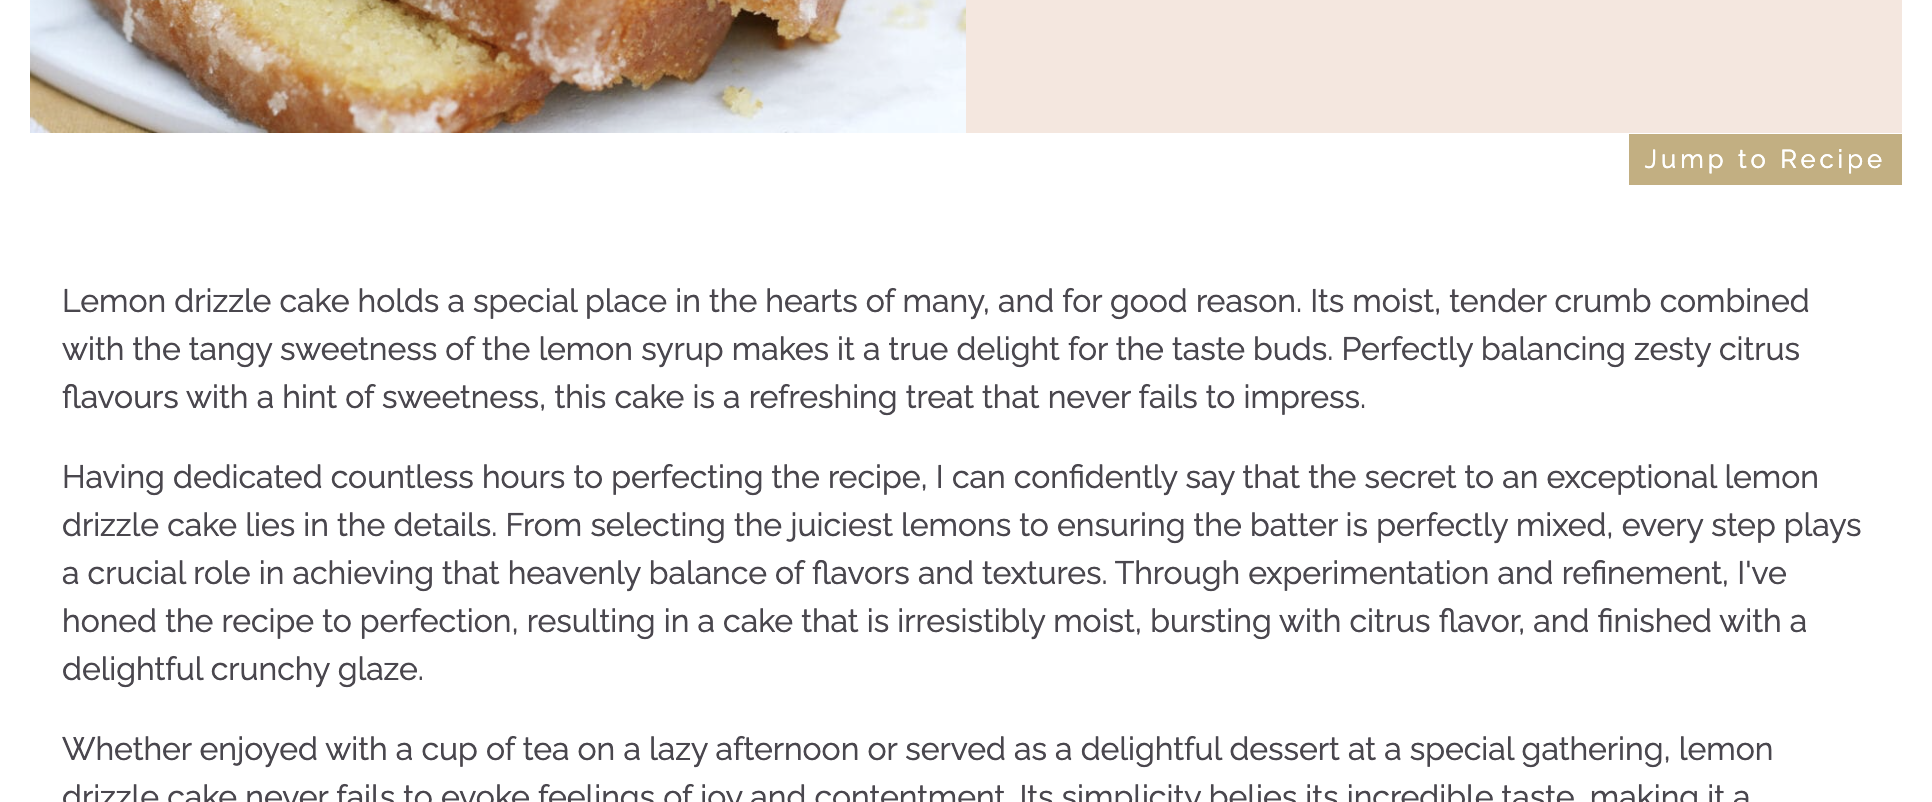 Jump to Recipe
Lemon drizzle cake holds a special place in the hearts of many, and for good reason. Its moist, tender crumb combined
with the tangy sweetness of the lemon syrup makes it a true delight for the taste buds. Perfectly balancing zesty citrus
flavours with a hint of sweetness, this cake is a refreshing treat that never fails to impress.
Having dedicated countless hours to perfecting the recipe, I can confidently say that the secret to an exceptional lemon
drizzle cake lies in the details. From selecting the juiciest lemons to ensuring the batter is perfectly mixed, every step plays
a crucial role in achieving that heavenly balance of flavors and textures. Through experimentation and refinement, I've
honed the recipe to perfection, resulting in a cake that is irresistibly moist, bursting with citrus flavor, and finished with a
delightful crunchy glaze.
Whether enjoyed with a cup of tea on a lazy afternoon or served as a delightful dessert at a special gathering, lemon
drizzle cake never fails to evoke feelings of joy and contentment. Its simplicity belies its incredible taste, making it a